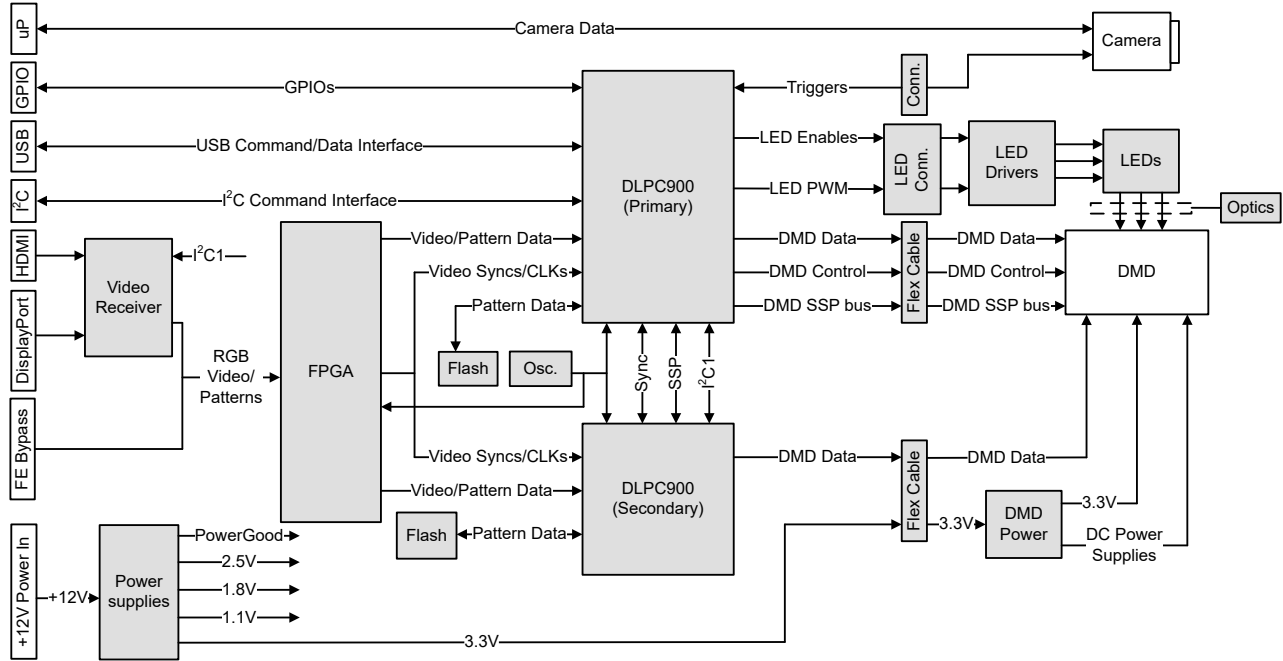 uP
Camera Data
Camera
GPIO
GPIOs
Triggers
Conn.
USB
USB Command/Data Interface
DLPC900
(Primary)
LED Enables
LED PWM
LED
Conn.
LED
Drivers
LEDs
Optics
I²C
I²C Command Interface
HDMI
Video
Receiver
I²C1
Video/Pattern Data
Video Syncs/CLKs
Pattern Data
DMD Data
DMD Control
DMD SSP bus
Flex Cable
DMD Data
DMD Control
DMD SSP bus
DMD
DisplayPort
RGB
Video/
Patterns
FPGA
Flash
Osc.
Sync
SSP
I²C1
FE Bypass
Video Syncs/CLKs
Video/Pattern Data
DLPC900
(Secondary)
DMD Data
Flex Cable
DMD Data
Flash
Pattern Data
3.3V
DMD
Power
3.3V
DC Power
Supplies
+12V Power In
+12V
Power
supplies
PowerGood
2.5V
1.8V
1.1V
3.3V